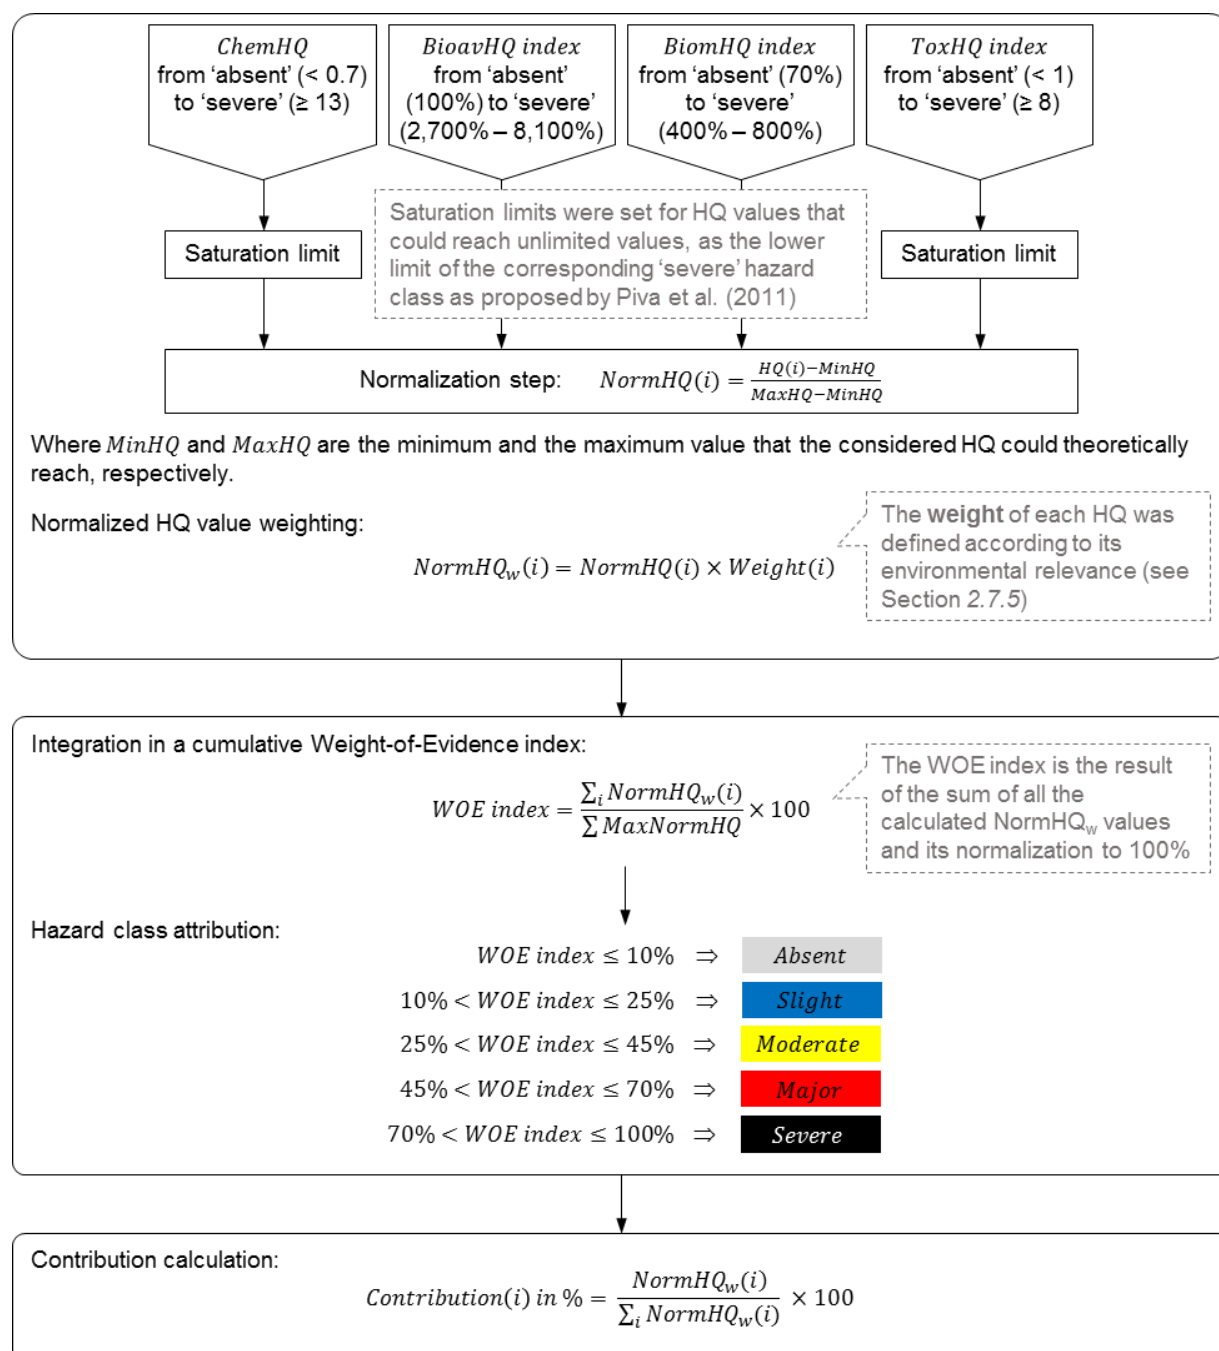 ChemHQ
from ‘absent’ (< 0.7)
to ‘severe’ (≥ 13)
BioavHQ index
from ‘absent’
(100%) to ‘severe’
(2,700% – 8,100%)
BiomHQ index
from ‘absent’ (70%)
to ‘severe’
(400% – 800%)
ToxHQ index
from ‘absent’ (< 1)
to ‘severe’ (≥ 8)
Saturation limit
Saturation limits were set for HQ values that
could reach unlimited values, as the lower
limit of the corresponding ‘severe’ hazard
class as proposed by Piva et al. (2011)
Saturation limit
Normalization step: NormHQ(i) = (HQ(i)−MinHQ)/(MaxHQ−MinHQ)
Where MinHQ and MaxHQ are the minimum and the maximum value that the considered HQ could theoretically
reach, respectively.
Normalized HQ value weighting:
NormHQ_w(i) = NormHQ(i) × Weight(i)
The weight of each HQ was
defined according to its
environmental relevance (see
Section 2.7.5)
Integration in a cumulative Weight-of-Evidence index:
WOE index = (∑_i NormHQ_w(i))/(∑ MaxNormHQ) × 100
The WOE index is the result
of the sum of all the
calculated NormHQ_w values
and its normalization to 100%
Hazard class attribution:
WOE index ≤ 10% ⇒ Absent
10% < WOE index ≤ 25% ⇒ Slight
25% < WOE index ≤ 45% ⇒ Moderate
45% < WOE index ≤ 70% ⇒ Major
70% < WOE index ≤ 100% ⇒ Severe
Contribution calculation:
Contribution(i) in % = (NormHQ_w(i))/(∑_i NormHQ_w(i)) × 100